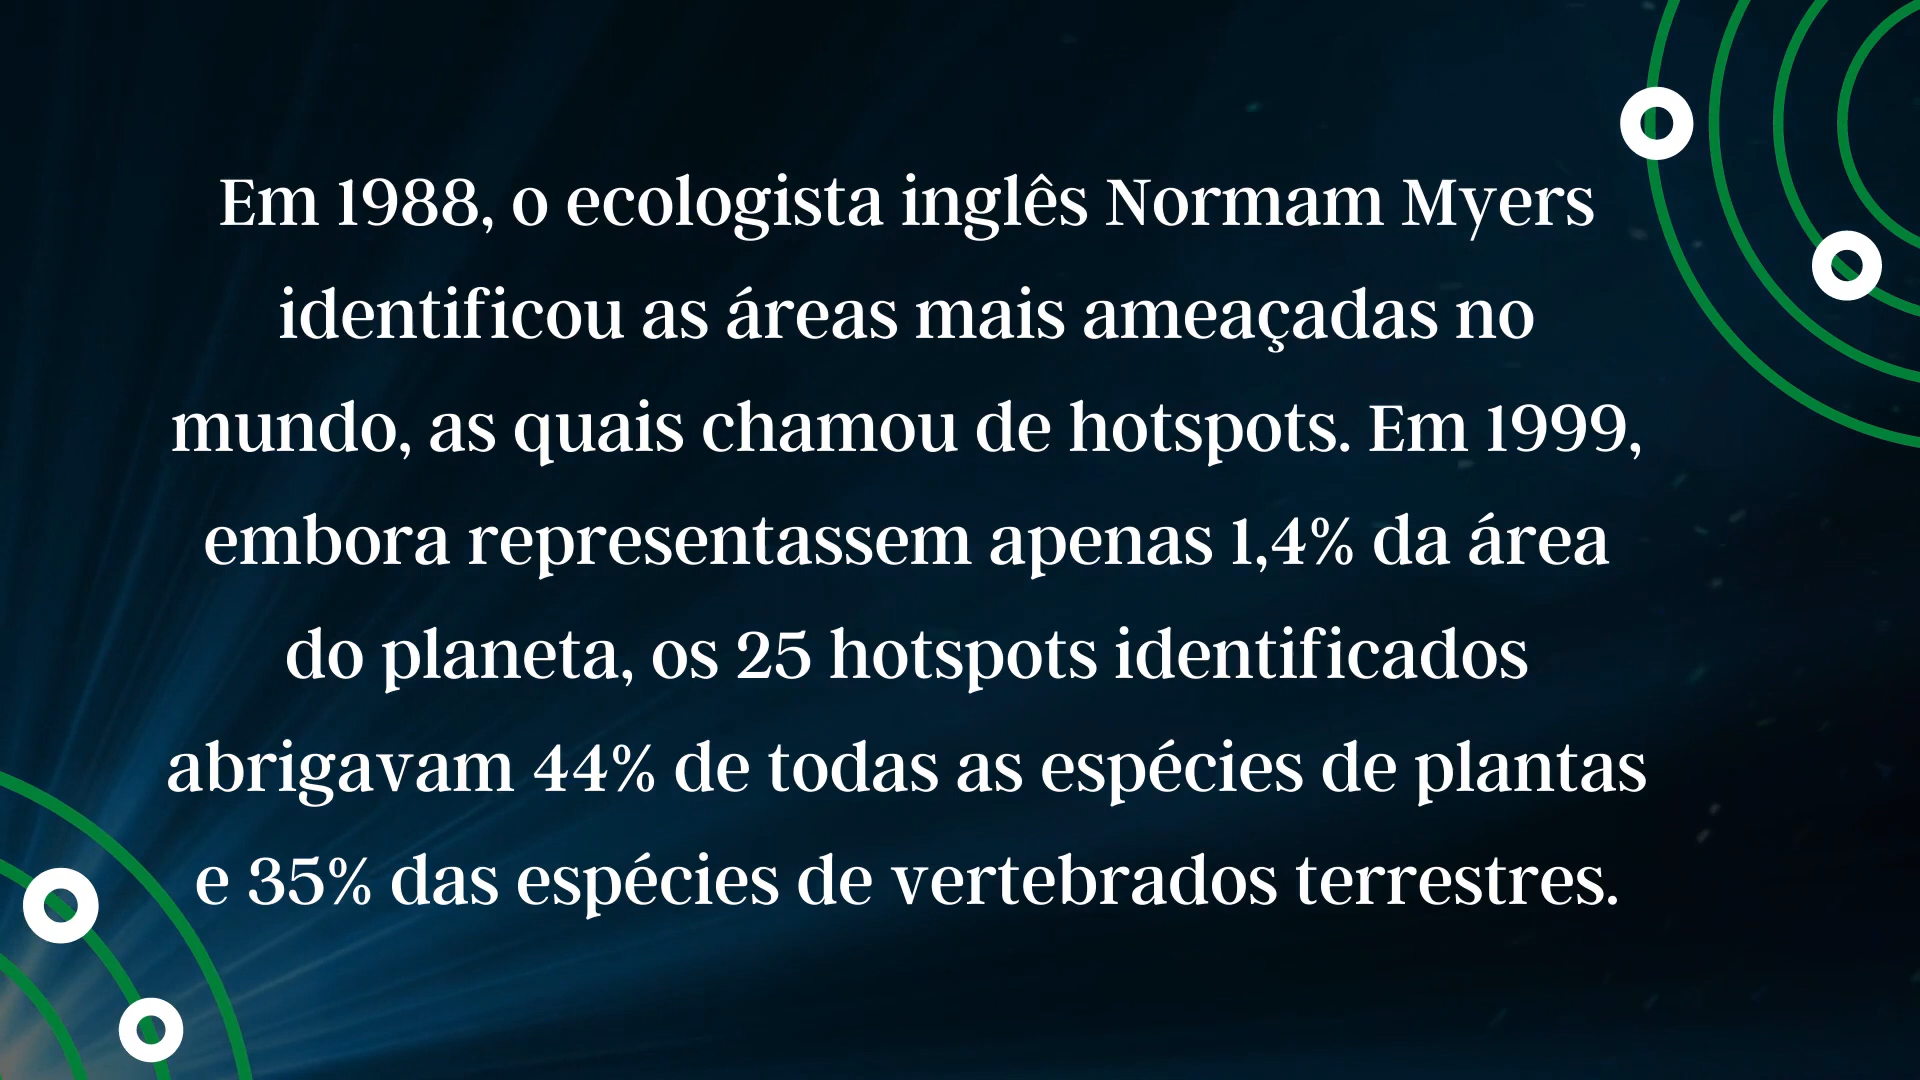 Em 1988, o ecologista inglês Normam Myers
identificou as áreas mais ameaçadas no
mundo, as quais chamou de hotspots. Em 1999,
embora representassem apenas 1,4% da área
do planeta, os 25 hotspots identificados
abrigavam 44% de todas as espécies de plantas
e 35% das espécies de vertebrados terrestres.